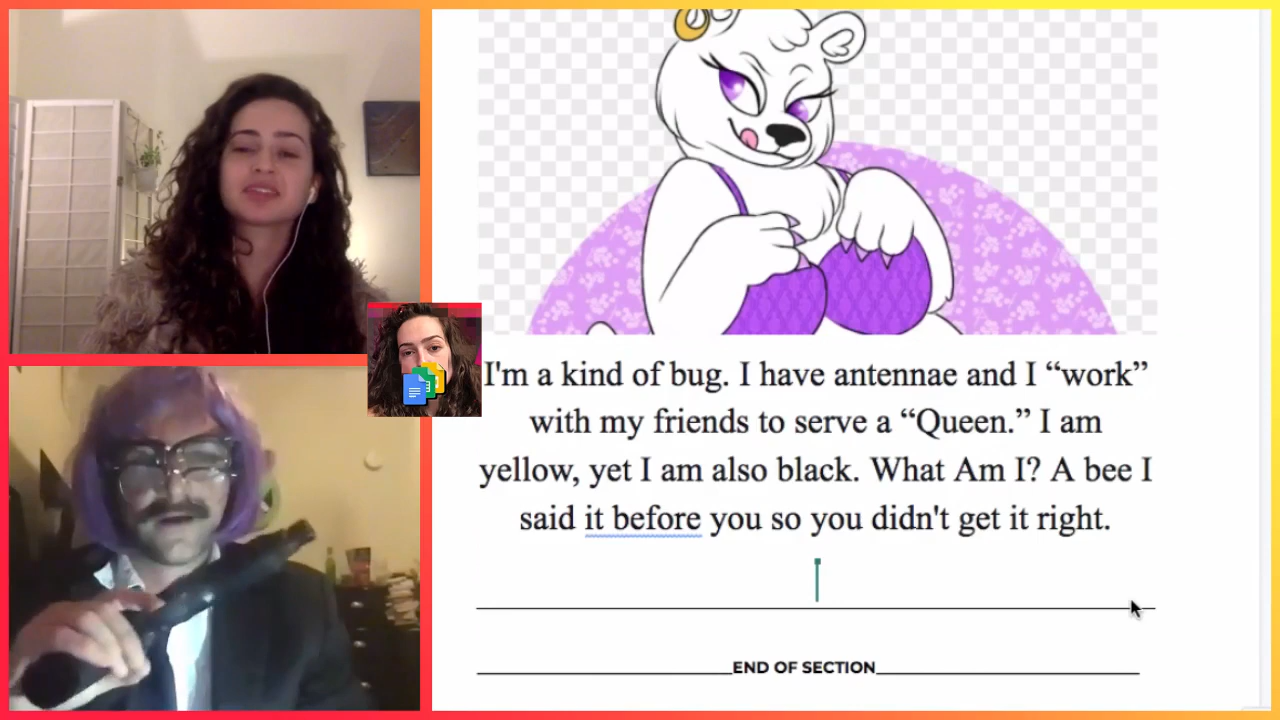 I'm a kind of bug. I have antennae and I “work”
with my friends to serve a “Queen.” I am
yellow, yet I am also black. What Am I? A bee I
said it before you so you didn't get it right.
END OF SECTION